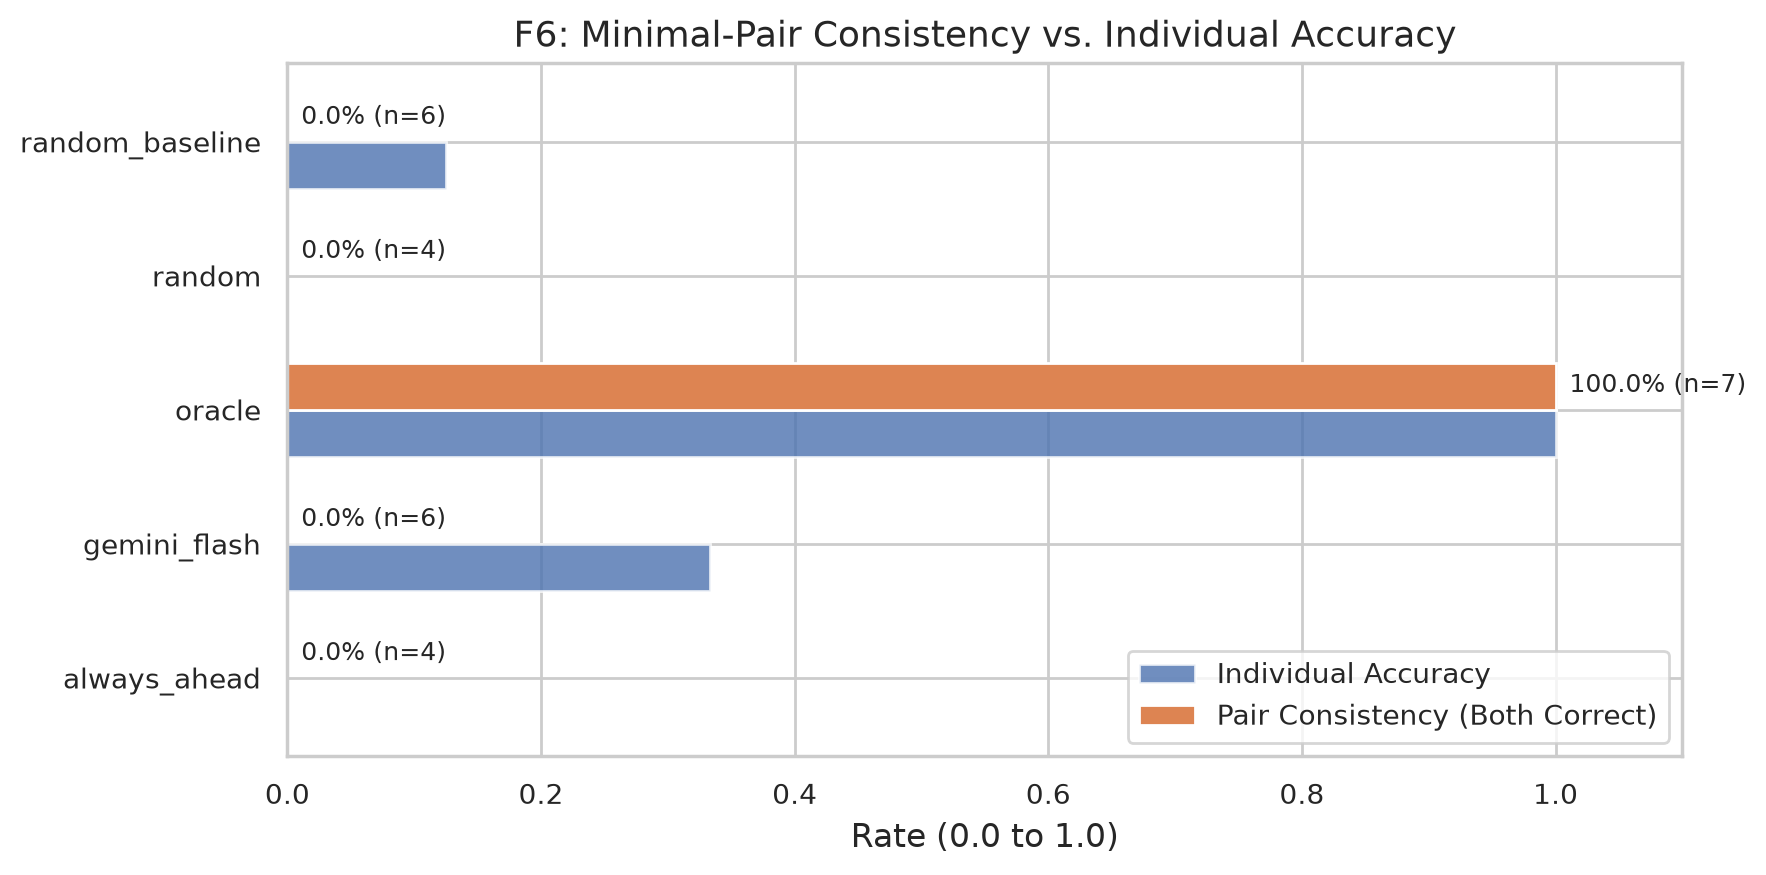 F6: Minimal-Pair Consistency vs. Individual Accuracy
0.0% (n=6)
random_baseline
0.0% (n=4)
random
100.0% (n=7)
oracle
0.0% (n=6)
gemini_flash
0.0% (n=4)
always_ahead
Individual Accuracy
Pair Consistency (Both Correct)
0.0 0.2 0.4 0.6 0.8 1.0
Rate (0.0 to 1.0)